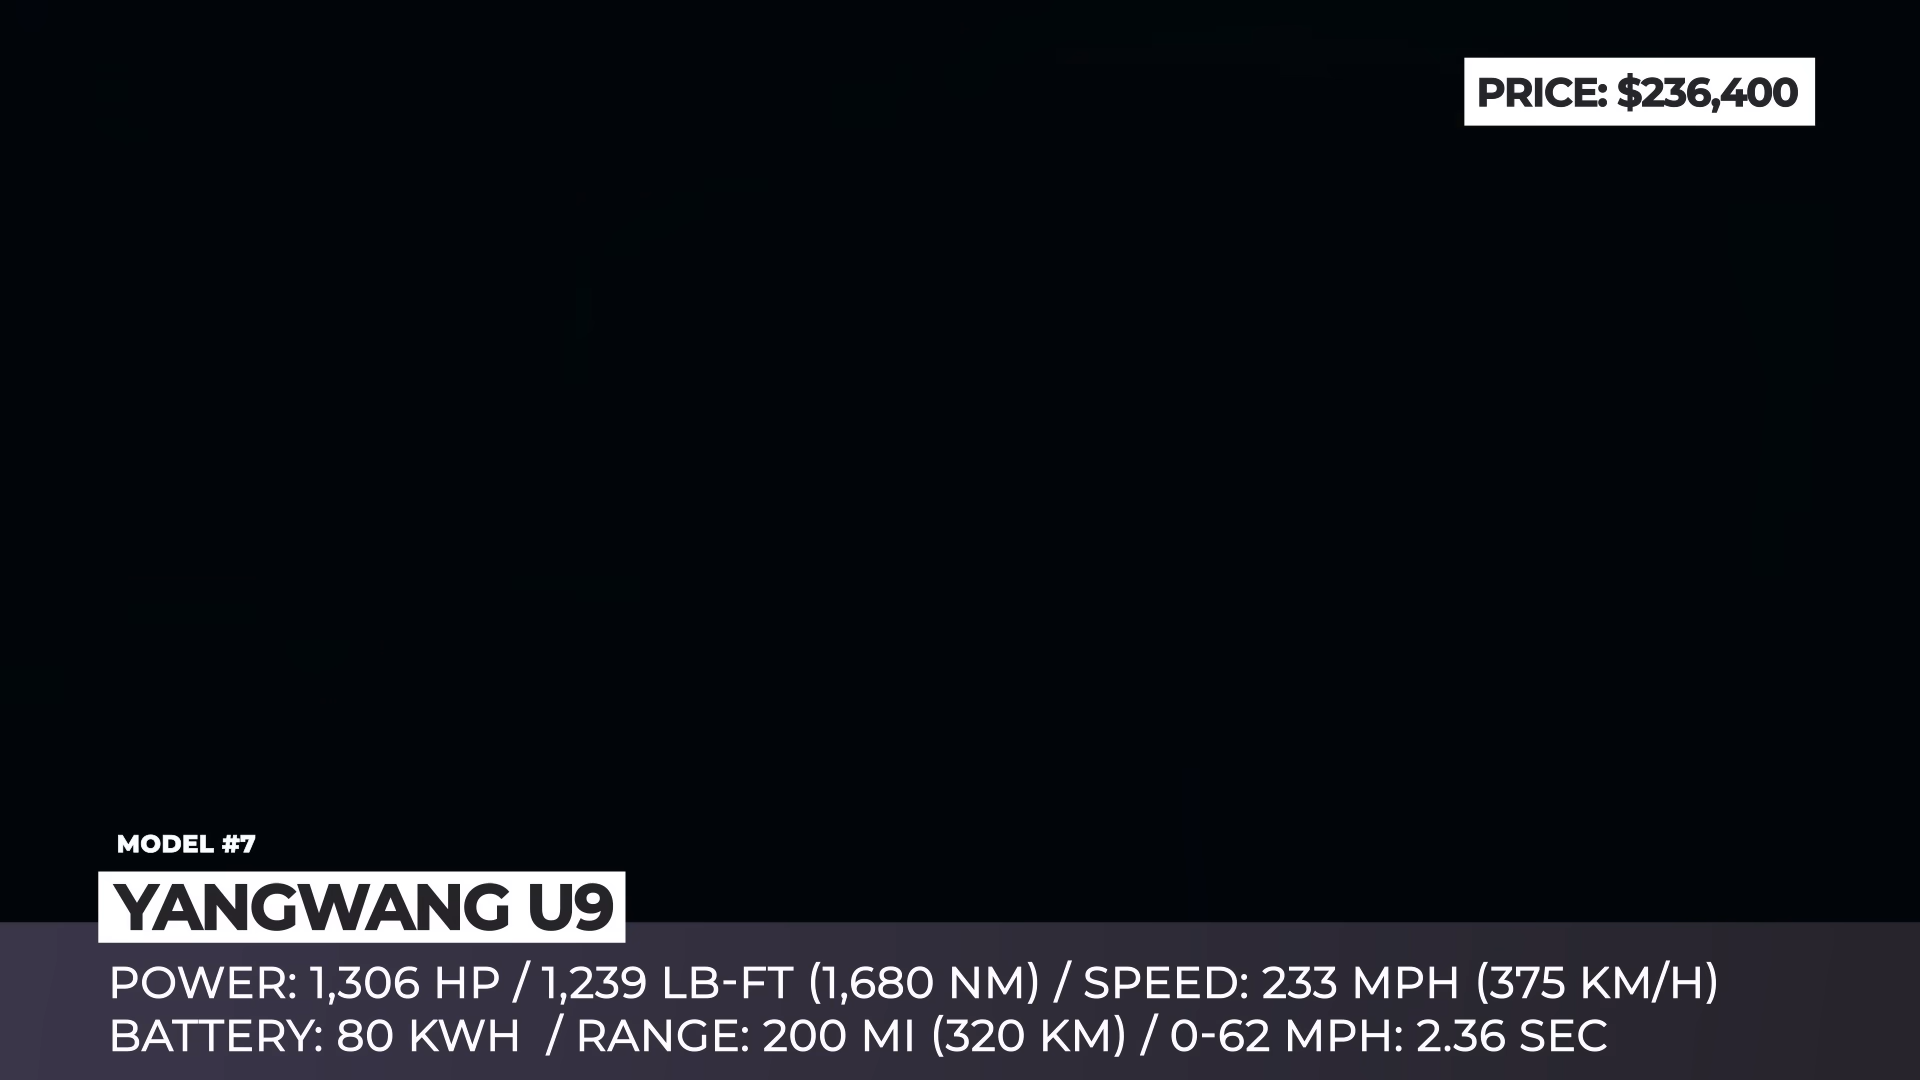 PRICE: $236,400
MODEL #7
YANGWANG U9
POWER: 1,306 HP / 1,239 LB-FT (1,680 NM) / SPEED: 233 MPH (375 KM/H)
BATTERY: 80 KWH / RANGE: 200 MI (320 KM) / 0-62 MPH: 2.36 SEC